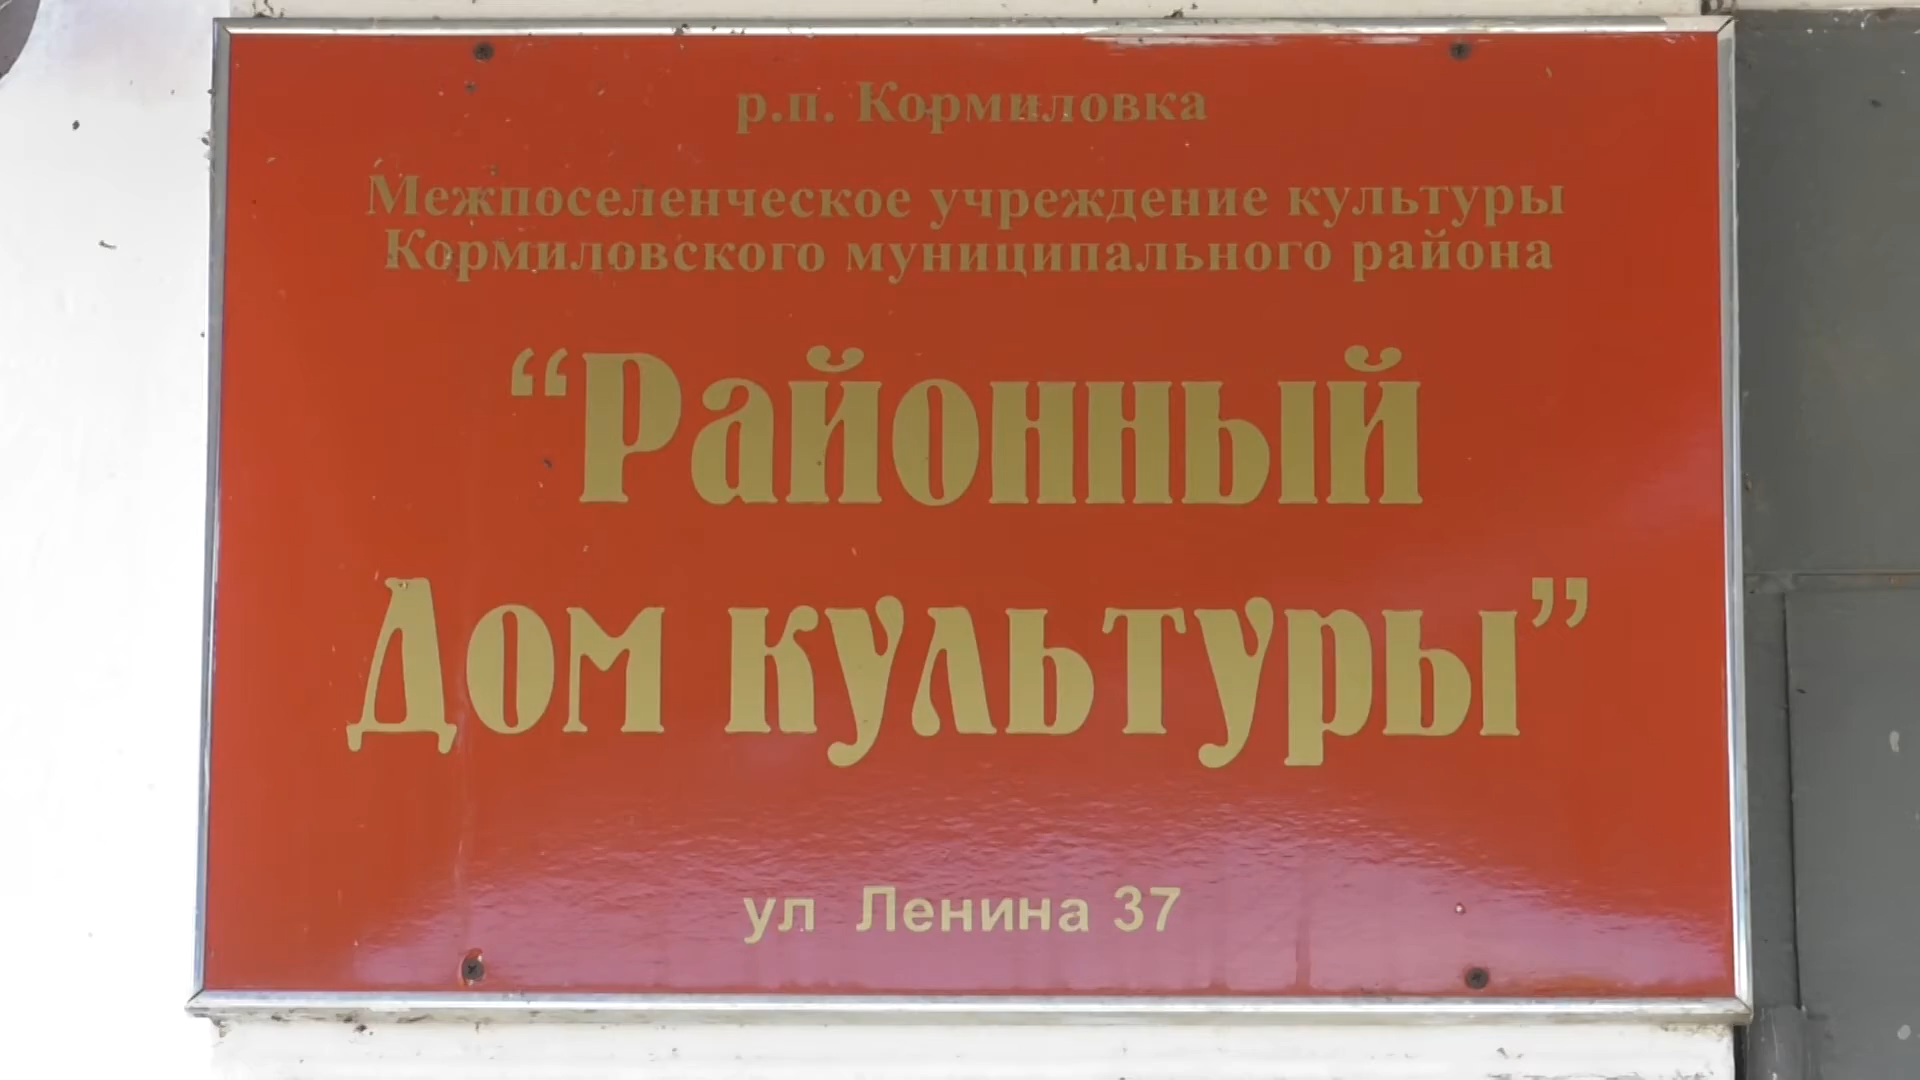 р.п. Кормиловка
Межпоселенческое учреждение культуры
Кормиловского муниципального района
“Районный
Дом культуры”
ул Ленина 37